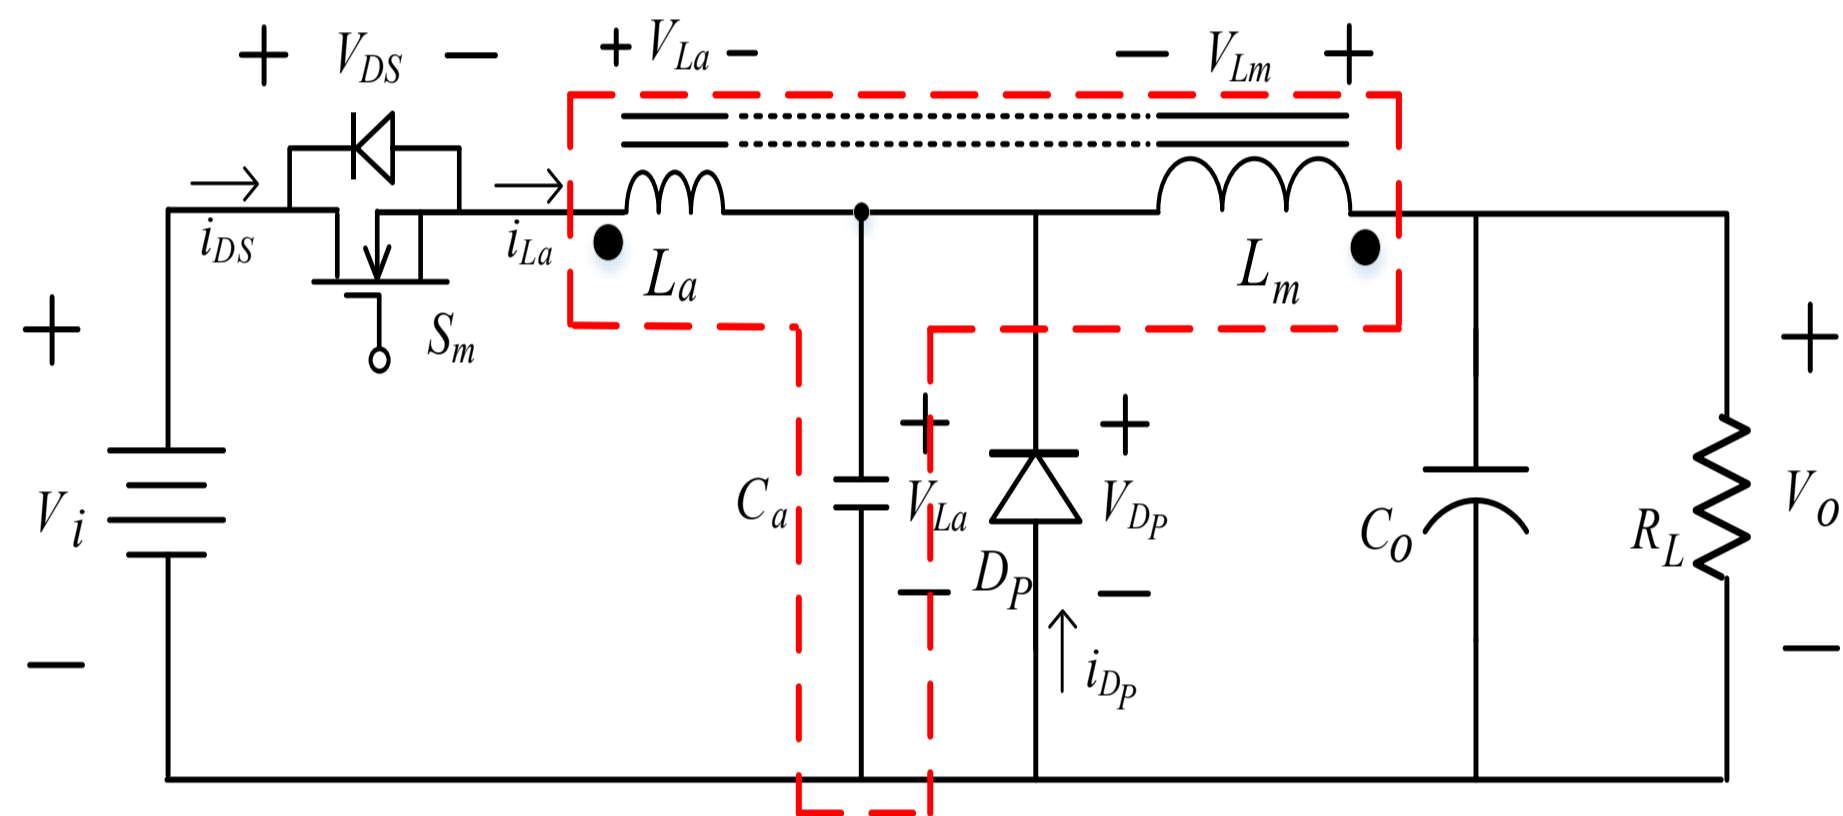 + V_DS −
+ V_La −
− V_Lm +
i_DS
i_La
L_a
L_m
S_m
+
V_i
−
C_a
+
V_La
−
D_P
+
V_DP
−
i_DP
C_o
R_L
+
V_o
−